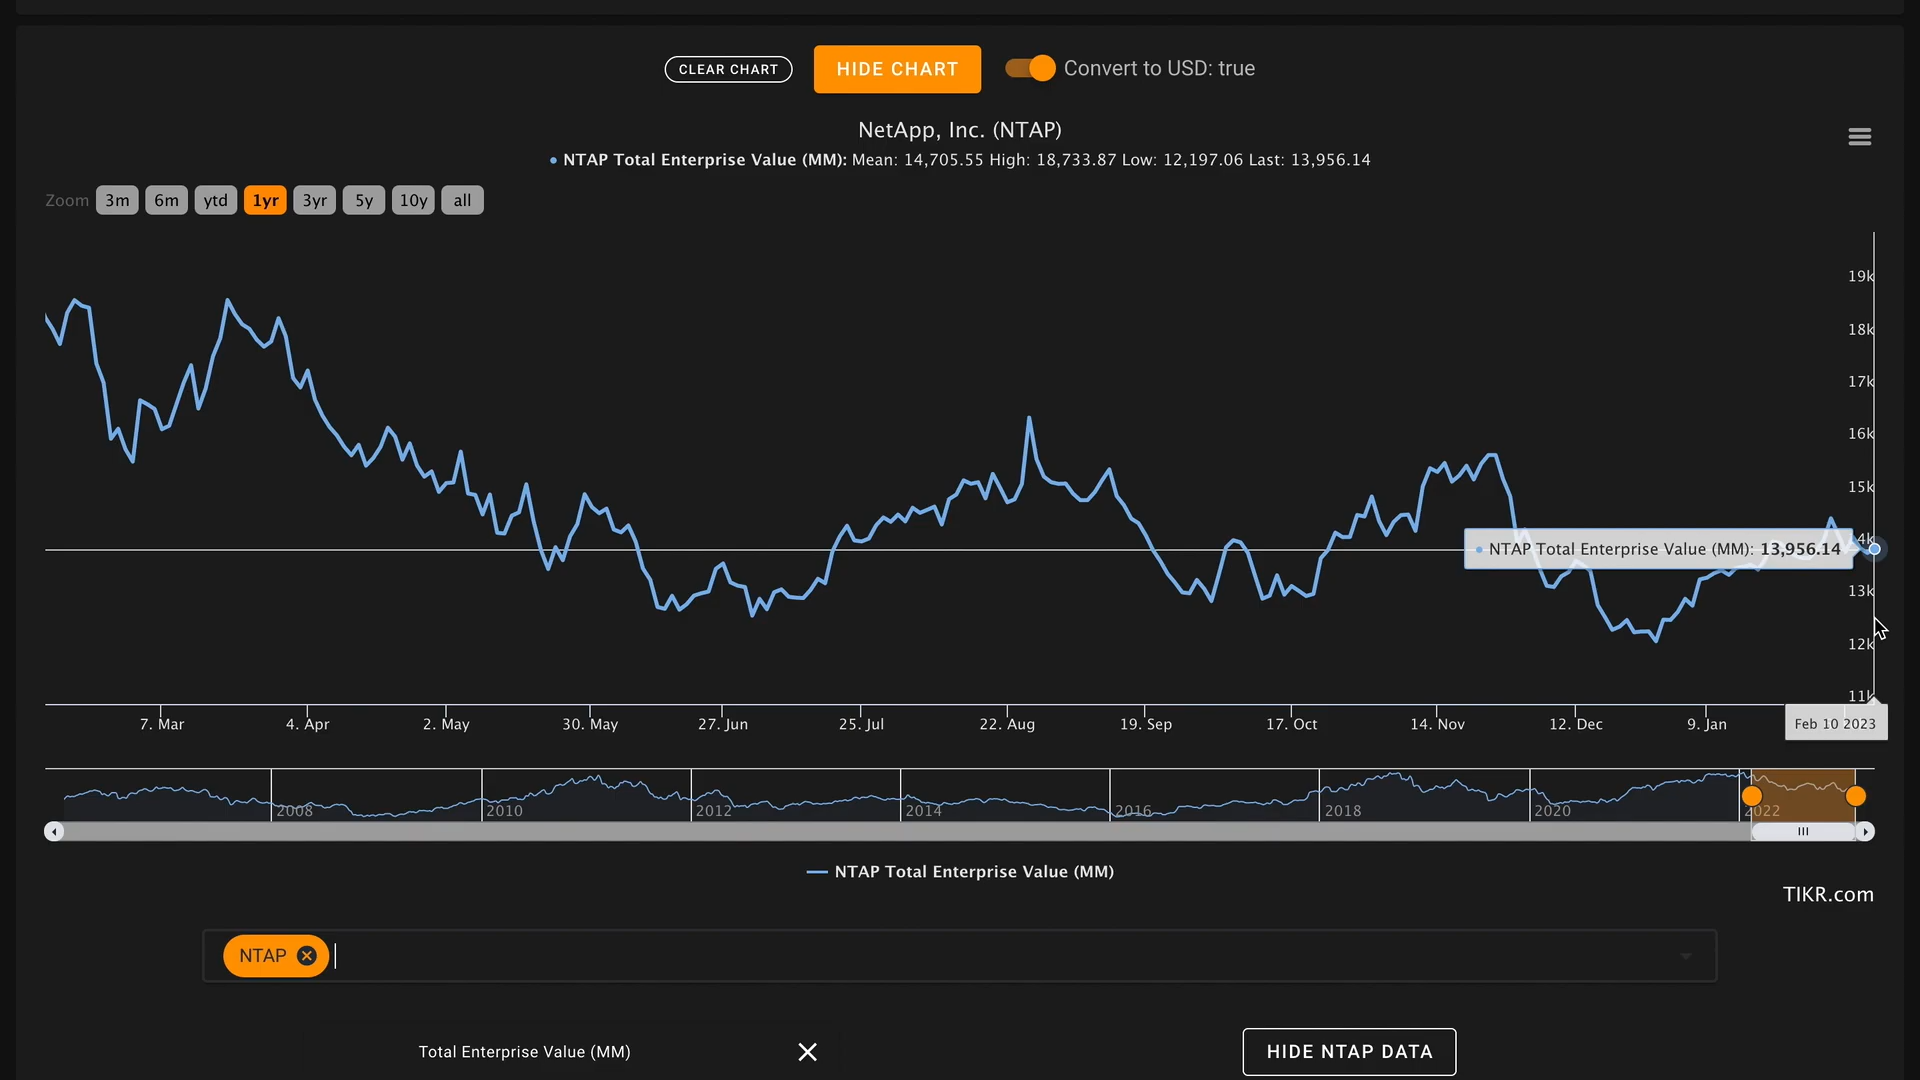 CLEAR CHART
HIDE CHART
Convert to USD: true
NetApp, Inc. (NTAP)
NTAP Total Enterprise Value (MM): Mean: 14,705.55 High: 18,733.87 Low: 12,197.06 Last: 13,956.14
Zoom 3m 6m ytd 1yr 3yr 5y 10y all
19k
18k
17k
16k
15k
4k
NTAP Total Enterprise Value (MM): 13,956.14
13k
12k
11k
7. Mar 4. Apr 2. May 30. May 27. Jun 25. Jul 22. Aug 19. Sep 17. Oct 14. Nov 12. Dec 9. Jan Feb 10 2023
2008 2010 2012 2014 2016 2018 2020 2022
NTAP Total Enterprise Value (MM)
TIKR.com
NTAP
Total Enterprise Value (MM)
HIDE NTAP DATA